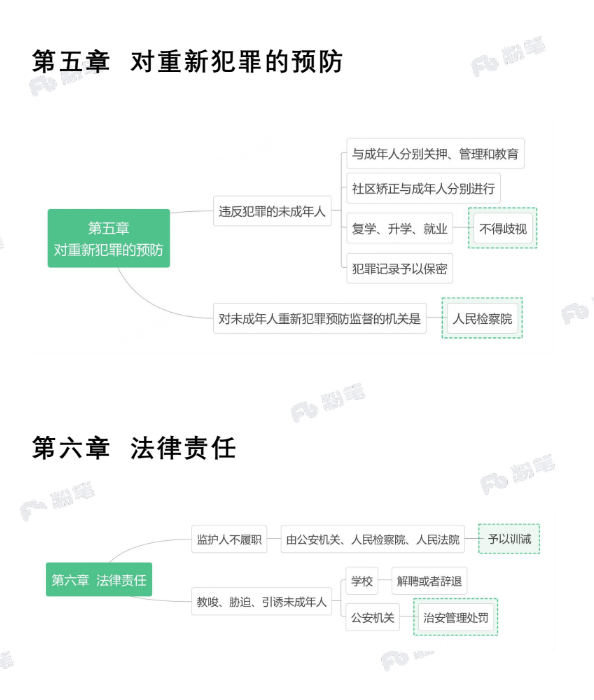 第五章 对重新犯罪的预防
粉笔
粉笔
与成年人分别关押、管理和教育
社区矫正与成年人分别进行
违反犯罪的未成年人
第五章
对重新犯罪的预防
复学、升学、就业
不得歧视
犯罪记录予以保密
对未成年人重新犯罪预防监督的机关是
人民检察院
粉笔
第六章 法律责任
粉笔
粉笔
监护人不履职
由公安机关、人民检察院、人民法院
予以训诫
第六章 法律责任
教唆、胁迫、引诱未成年人
学校
解聘或者辞退
公安机关
治安管理处罚
粉笔